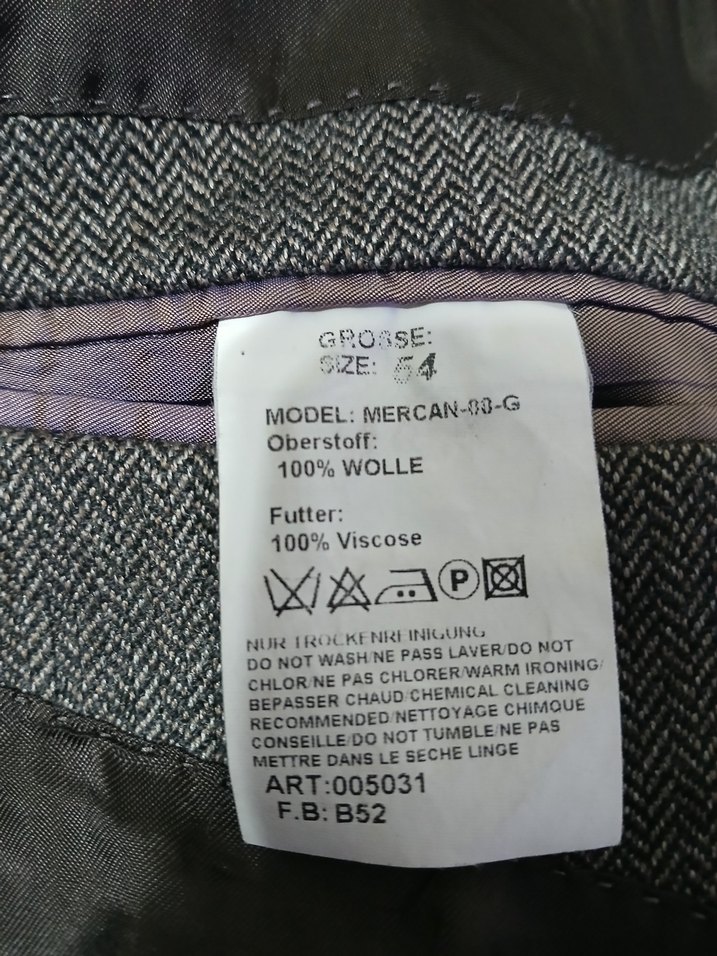 GROSSE:
SIZE: 54
MODEL: MERCAN-88-G
Oberstoff:
100% WOLLE
Futter:
100% Viscose
P
NUR TROCKENREINIGUNG
DO NOT WASH/NE PASS LAVER/DO NOT
CHLOR/NE PAS CHLORER/WARM IRONING/
BEPASSER CHAUD/CHEMICAL CLEANING
RECOMMENDED/NETTOYAGE CHIMQUE
CONSEILLE/DO NOT TUMBLE/NE PAS
METTRE DANS LE SECHE LINGE
ART:005031
F.B: B52